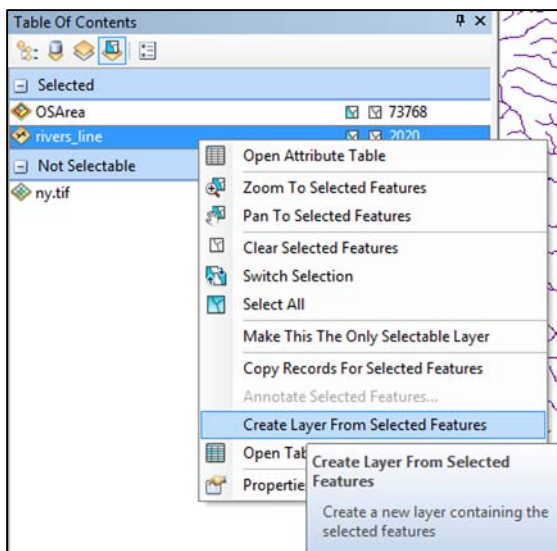 Table Of Contents
Selected
OSArea 73768
rivers_line 2020
Not Selectable
ny.tif
Open Attribute Table
Zoom To Selected Features
Pan To Selected Features
Clear Selected Features
Switch Selection
Select All
Make This The Only Selectable Layer
Copy Records For Selected Features
Annotate Selected Features...
Create Layer From Selected Features
Open Tab
Propertie
Create Layer From Selected
Features
Create a new layer containing the
selected features